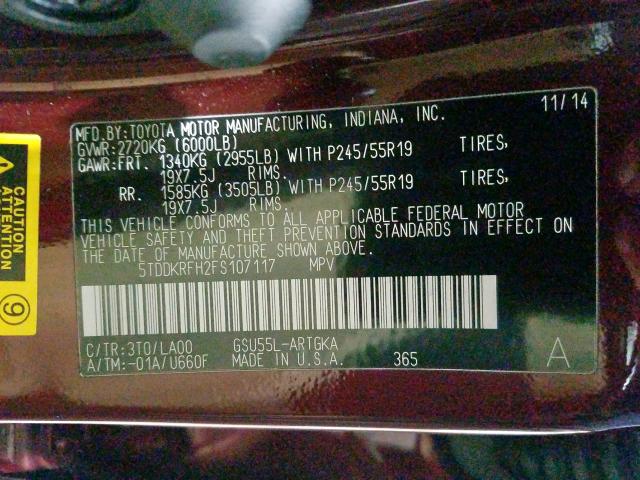 11/14
MFD.BY:TOYOTA MOTOR MANUFACTURING, INDIANA, INC.
GVWR:2720KG (6000LB)
GAWR:FRT. 1340KG (2955LB) WITH P245/55R19 TIRES,
19X7.5J RIMS.
RR. 1585KG (3505LB) WITH P245/55R19 TIRES,
19X7.5J RIMS.
THIS VEHICLE CONFORMS TO ALL APPLICABLE FEDERAL MOTOR
VEHICLE SAFETY AND THEFT PREVENTION STANDARDS IN EFFECT ON
THE DATE OF MANUFACTURE SHOWN ABOVE.
5TDDKRFH2FS107117 MPV
C/TR:3T0/LA00 GSU55L-ARTGKA
A/TM:-01A/U660F MADE IN U.S.A. 365 A
CAUTION
ATTENTION
9